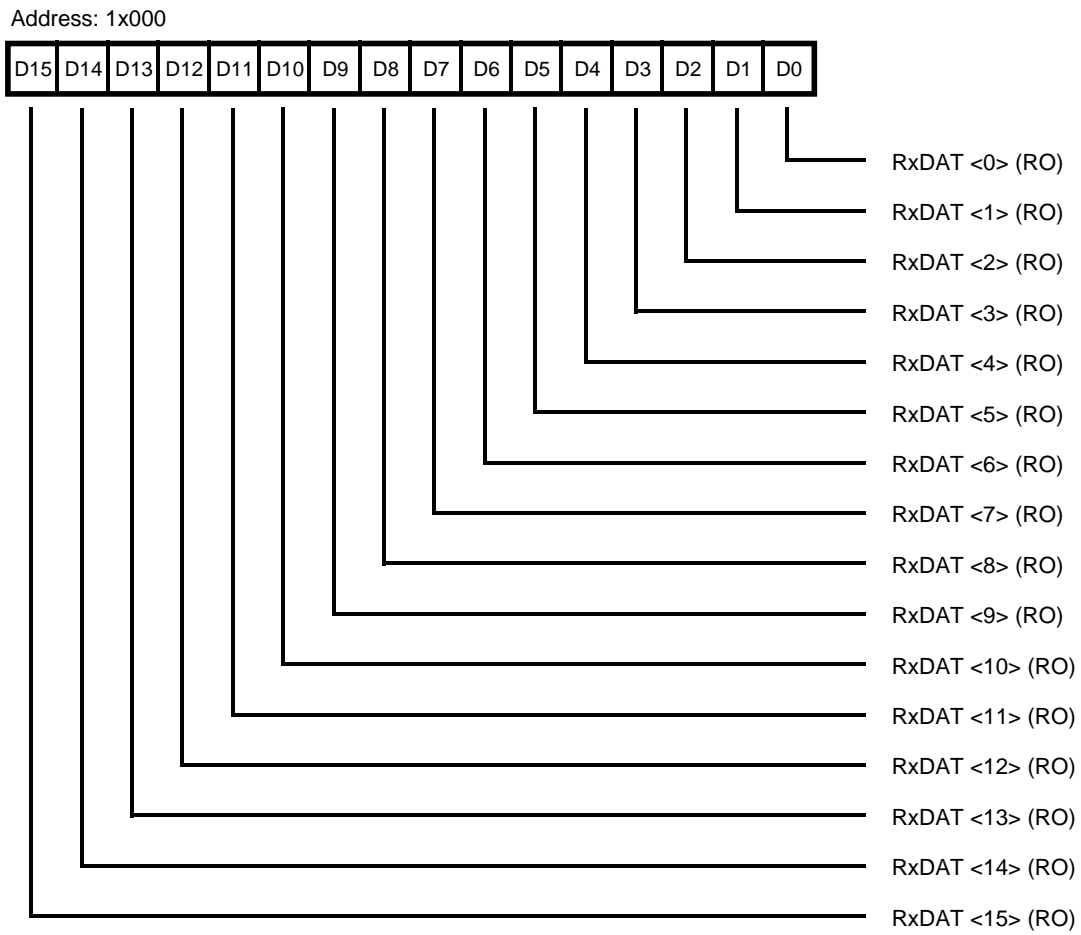 Address: 1x000
D15 D14 D13 D12 D11 D10 D9 D8 D7 D6 D5 D4 D3 D2 D1 D0
RxDAT <0> (RO)
RxDAT <1> (RO)
RxDAT <2> (RO)
RxDAT <3> (RO)
RxDAT <4> (RO)
RxDAT <5> (RO)
RxDAT <6> (RO)
RxDAT <7> (RO)
RxDAT <8> (RO)
RxDAT <9> (RO)
RxDAT <10> (RO)
RxDAT <11> (RO)
RxDAT <12> (RO)
RxDAT <13> (RO)
RxDAT <14> (RO)
RxDAT <15> (RO)